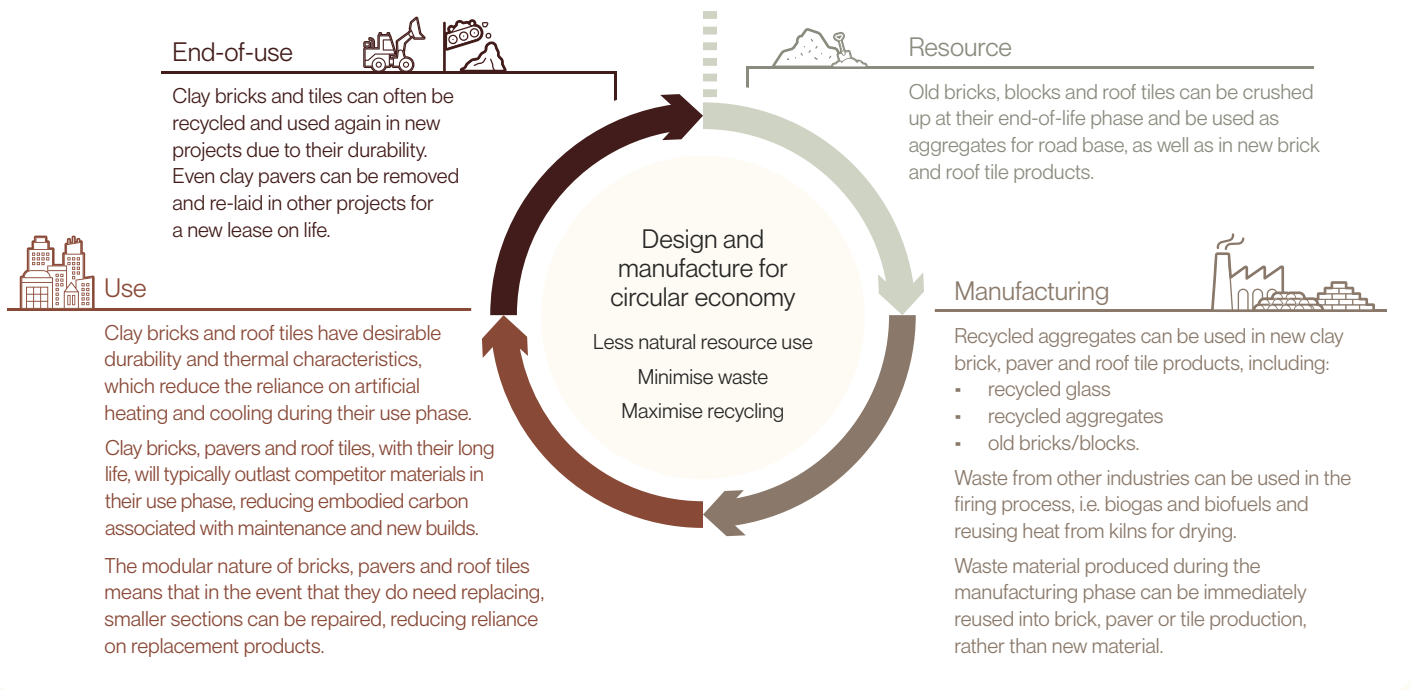 End-of-use
Clay bricks and tiles can often be
recycled and used again in new
projects due to their durability.
Even clay pavers can be removed
and re-laid in other projects for
a new lease on life.
Resource
Old bricks, blocks and roof tiles can be crushed
up at their end-of-life phase and be used as
aggregates for road base, as well as in new brick
and roof tile products.
Design and
manufacture for
circular economy
Less natural resource use
Minimise waste
Maximise recycling
Use
Clay bricks and roof tiles have desirable
durability and thermal characteristics,
which reduce the reliance on artificial
heating and cooling during their use phase.
Clay bricks, pavers and roof tiles, with their long
life, will typically outlast competitor materials in
their use phase, reducing embodied carbon
associated with maintenance and new builds.
The modular nature of bricks, pavers and roof tiles
means that in the event that they do need replacing,
smaller sections can be repaired, reducing reliance
on replacement products.
Manufacturing
Recycled aggregates can be used in new clay
brick, paver and roof tile products, including:
- recycled glass
- recycled aggregates
- old bricks/blocks.
Waste from other industries can be used in the
firing process, i.e. biogas and biofuels and
reusing heat from kilns for drying.
Waste material produced during the
manufacturing phase can be immediately
reused into brick, paver or tile production,
rather than new material.